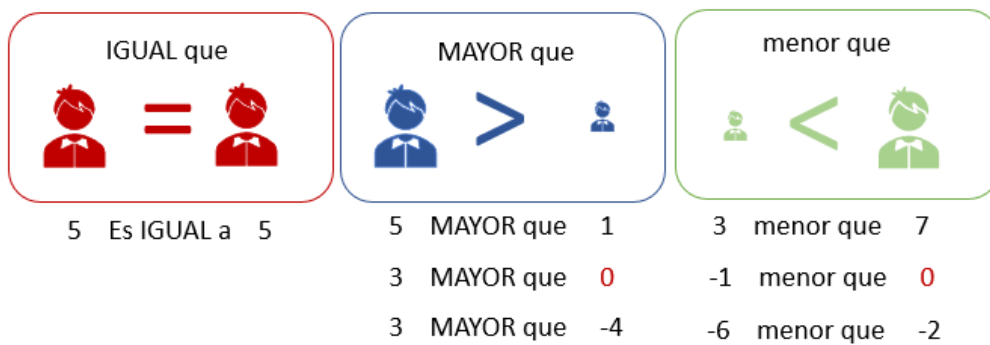 IGUAL que
=
5 Es IGUAL a 5
MAYOR que
>
5 MAYOR que 1
3 MAYOR que 0
3 MAYOR que -4
menor que
<
3 menor que 7
-1 menor que 0
-6 menor que -2